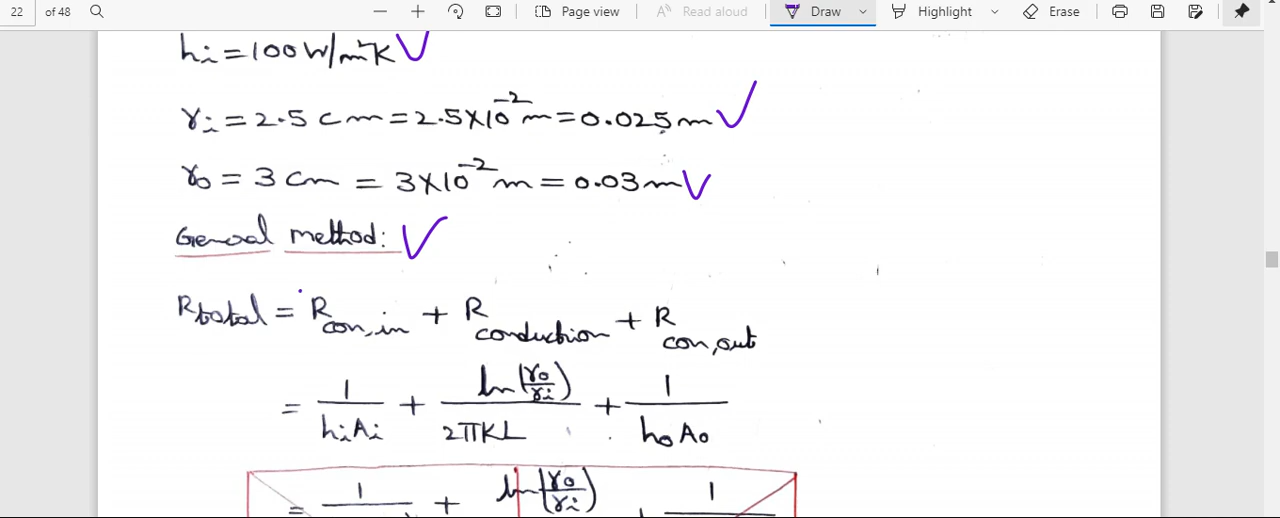 22 of 48 Page view Read aloud Draw Highlight Erase
hi = 100 W/m²K
ri = 2.5 cm = 2.5×10⁻² m = 0.025 m
ro = 3 cm = 3×10⁻² m = 0.03 m
General method:
Rtotal = Rcon,in + Rconduction + Rcon,out
= 1/(hiAi) + ln(ro/ri)/(2πKL) + 1/(hoAo)
= 1/ + ln(ro/ri)/ + 1/